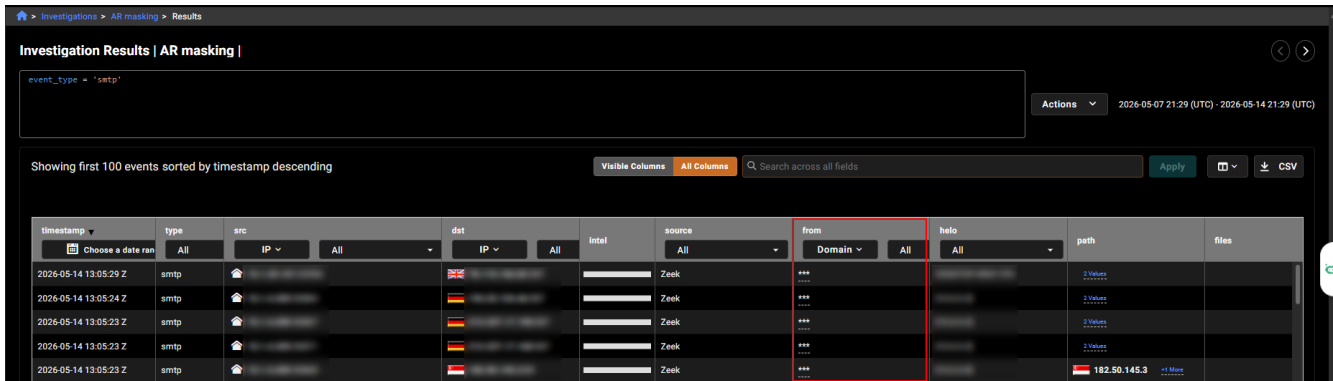 > Investigations > AR masking > Results
Investigation Results | AR masking |
event_type = 'smtp'
Actions
2026-05-07 21:29 (UTC) - 2026-05-14 21:29 (UTC)
Showing first 100 events sorted by timestamp descending
Visible Columns All Columns Search across all fields Apply CSV
timestamp type src dst intel source from helo path files
Choose a date ran All IP All IP All All Domain All All
2026-05-14 13:05:29 Z smtp Zeek *** 2 Values
2026-05-14 13:05:24 Z smtp Zeek *** 2 Values
2026-05-14 13:05:23 Z smtp Zeek *** 2 Values
2026-05-14 13:05:23 Z smtp Zeek *** 2 Values
2026-05-14 13:05:23 Z smtp Zeek *** 182.50.145.3 +1 More